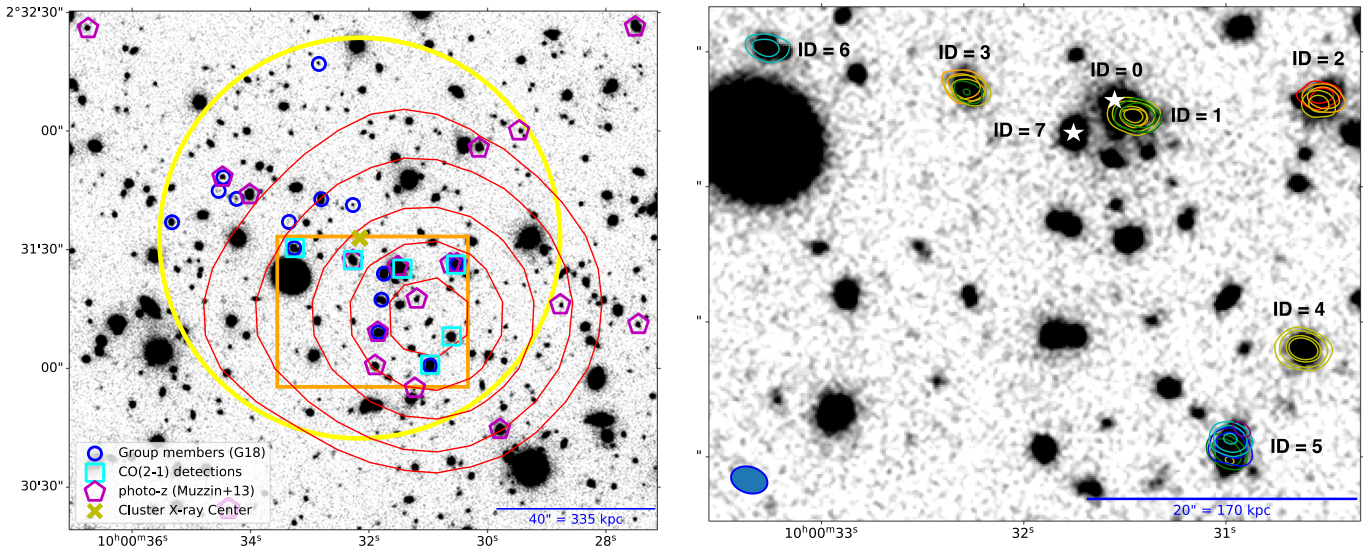 2°32'30"
00"
31'30"
00"
30'30"
Group members (G18)
CO(2-1) detections
photo-z (Muzzin+13)
Cluster X-ray Center
40" = 335 kpc
10ʰ00ᵐ36ˢ
34ˢ
32ˢ
30ˢ
28ˢ
"
"
"
"
ID = 6
ID = 3
ID = 0
ID = 2
ID = 7
ID = 1
ID = 4
ID = 5
20" = 170 kpc
10ʰ00ᵐ33ˢ
32ˢ
31ˢ